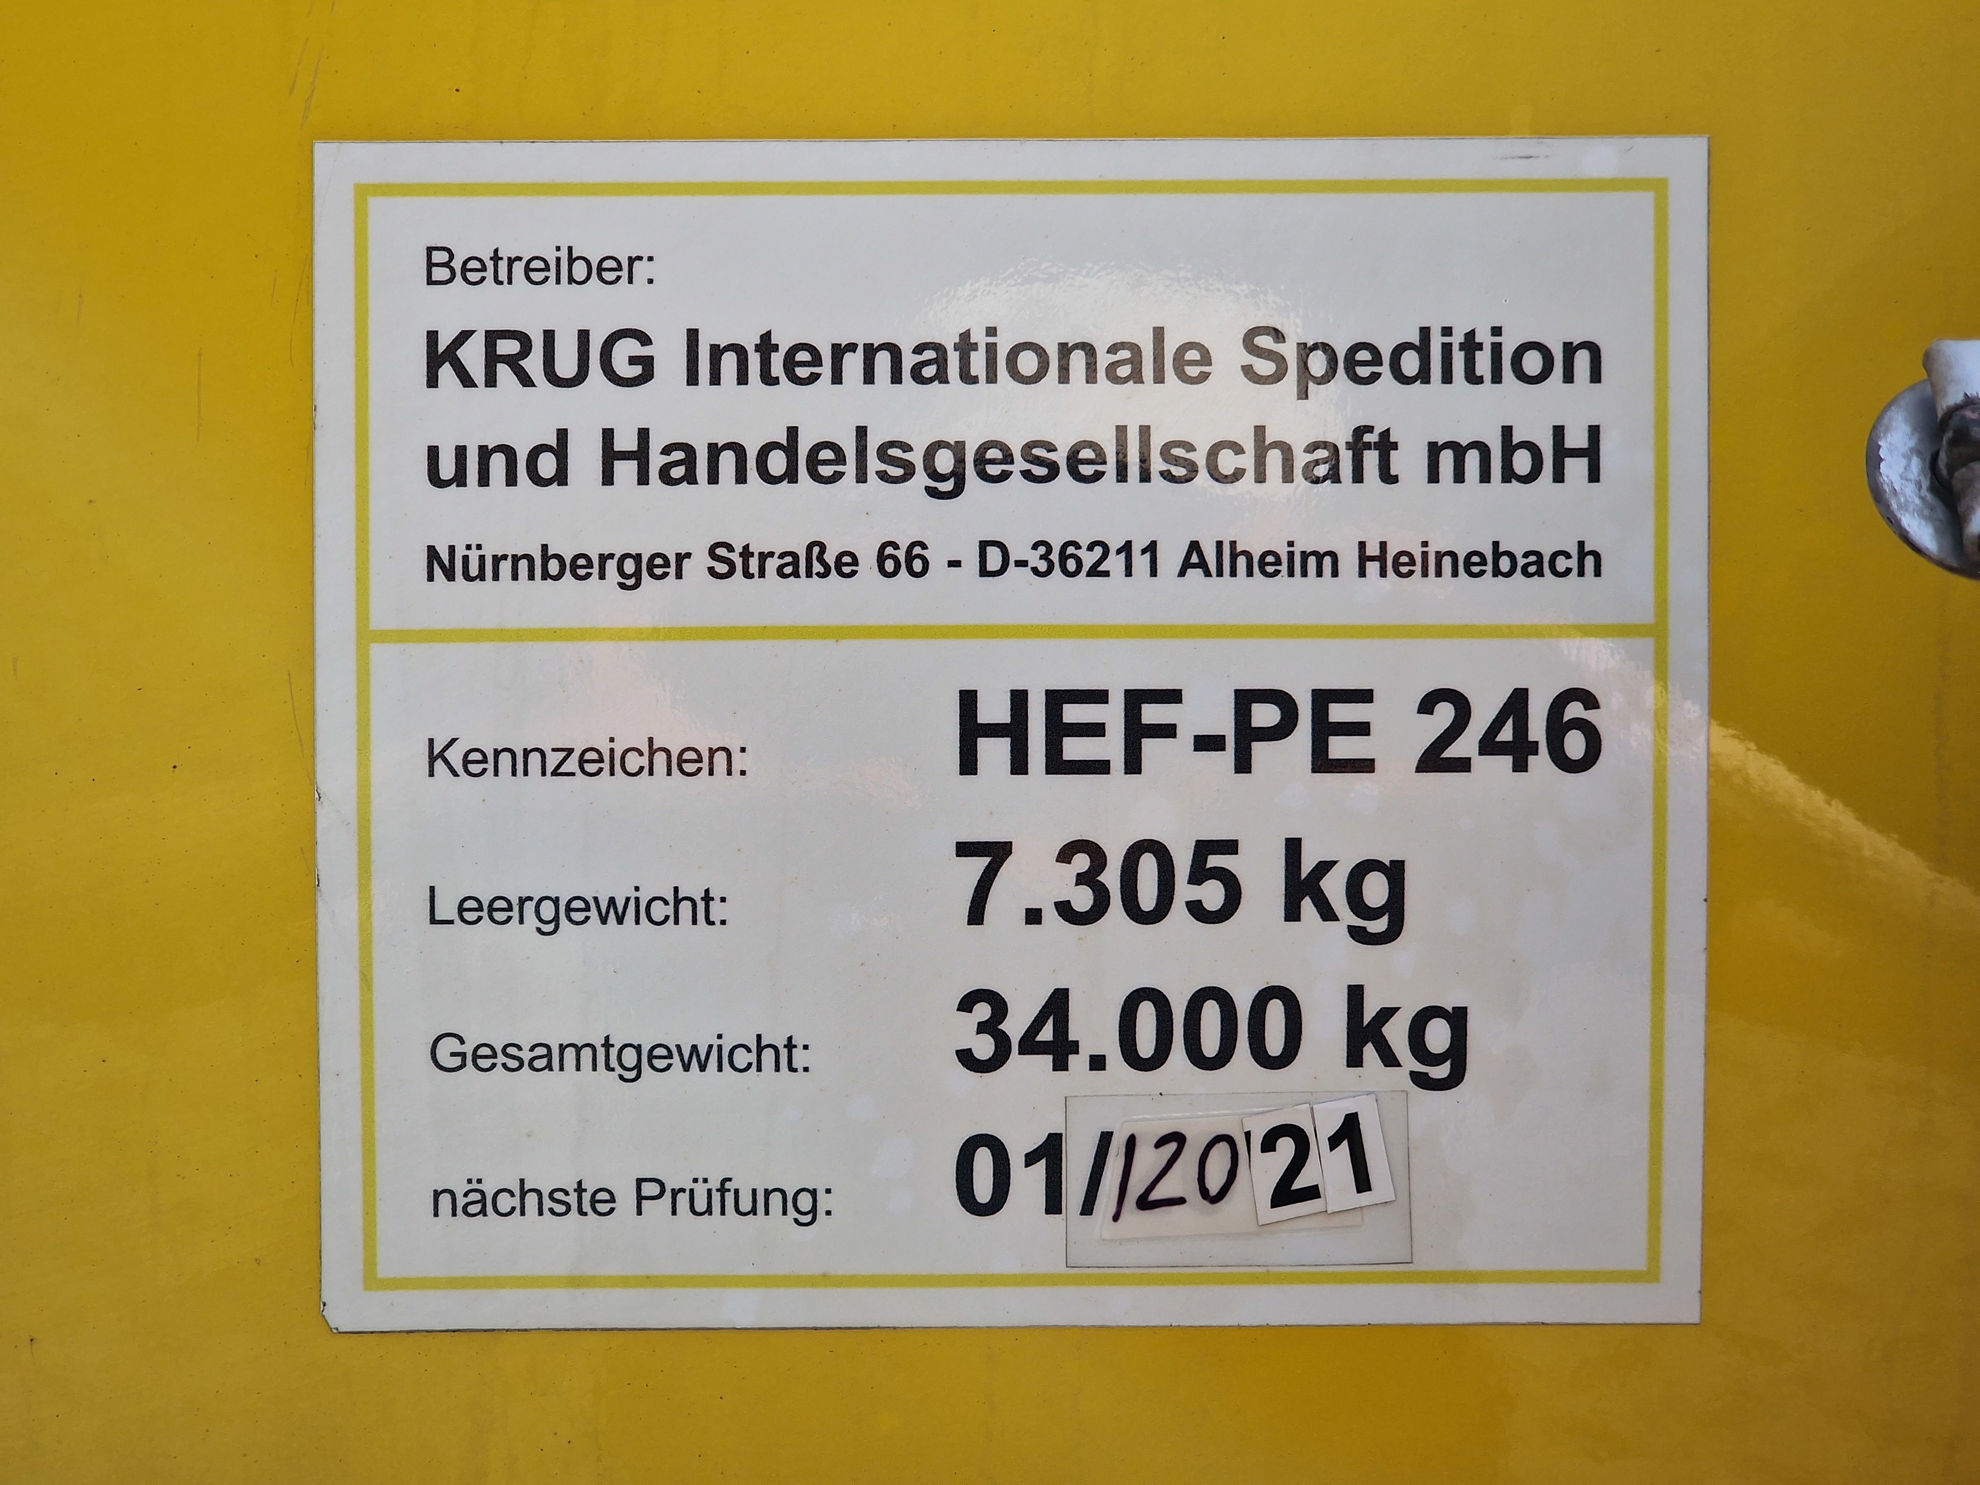 Betreiber:
KRUG Internationale Spedition
und Handelsgesellschaft mbH
Nürnberger Straße 66 - D-36211 Alheim Heinebach
Kennzeichen: HEF-PE 246
Leergewicht: 7.305 kg
Gesamtgewicht: 34.000 kg
nächste Prüfung: 01/12021